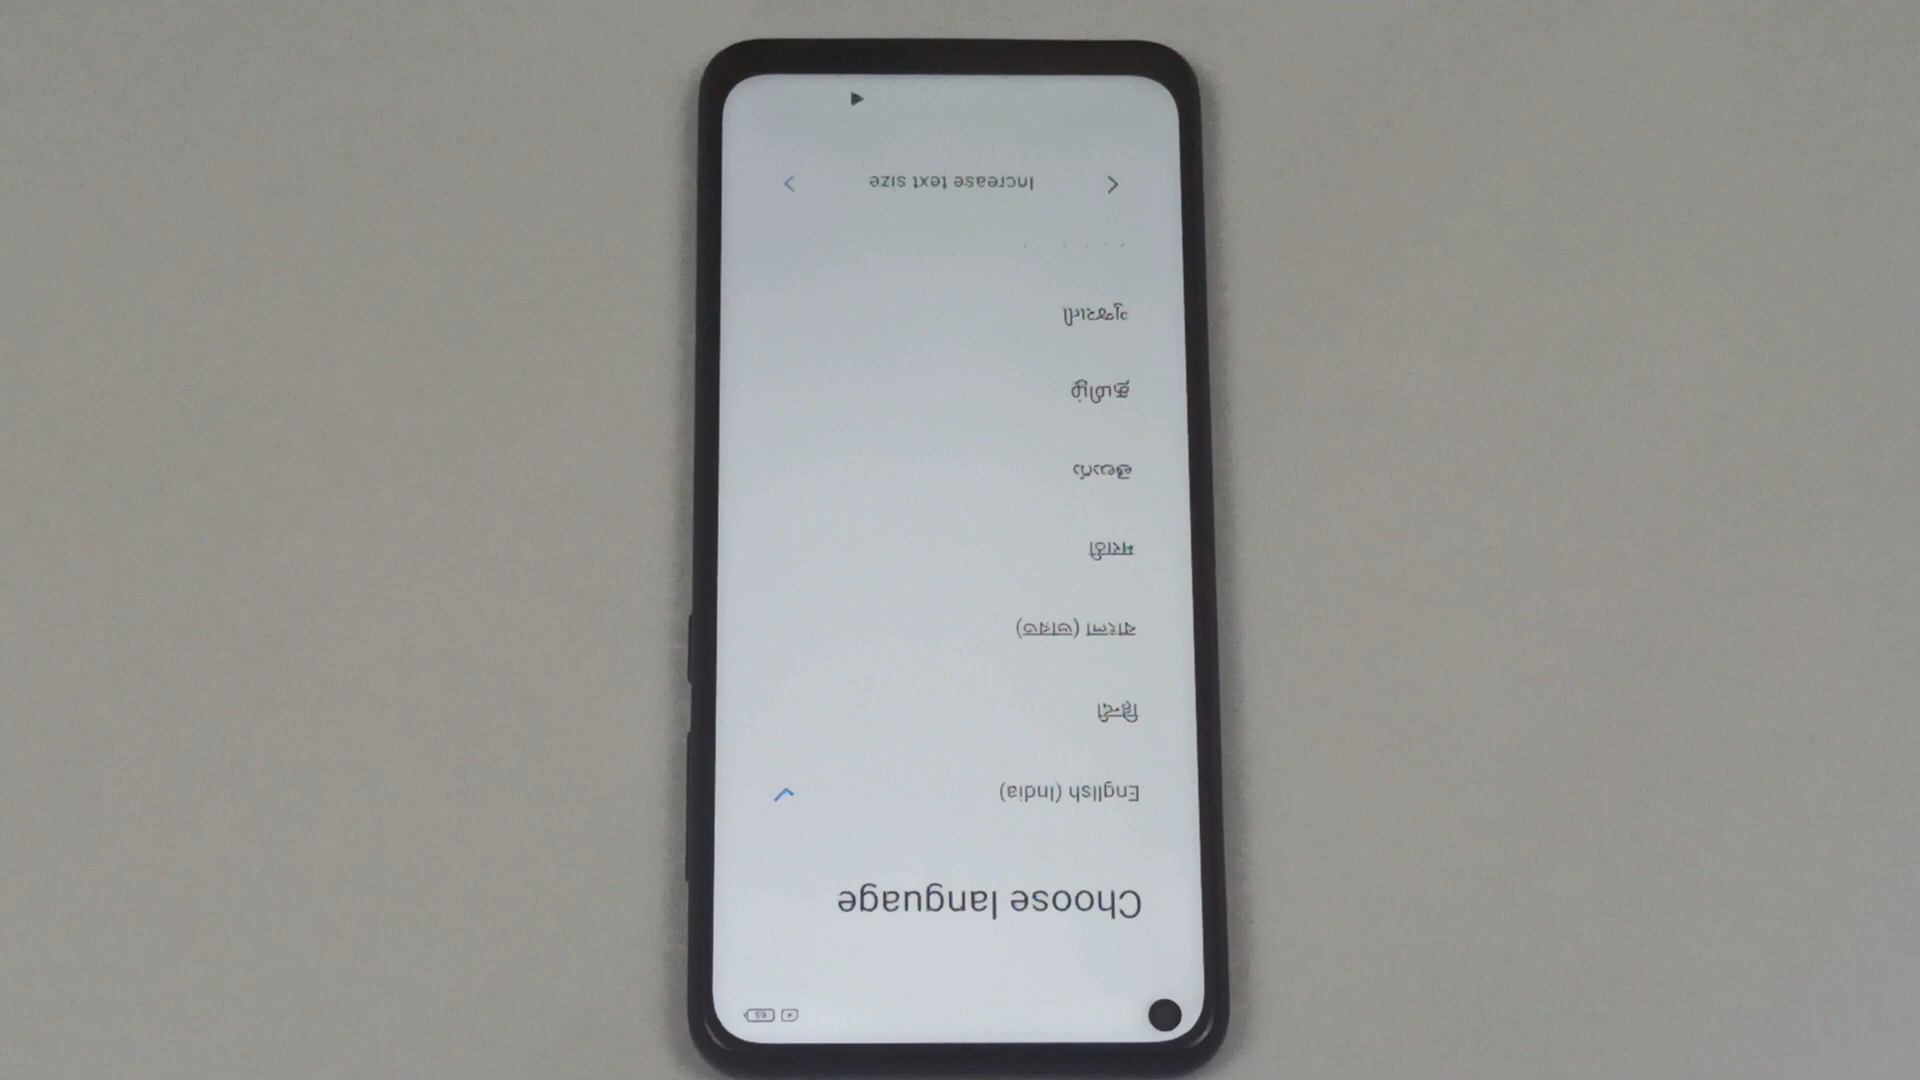 Choose language
English (India)
हिन्दी
বাংলা (ভারত)
मराठी
తెలుగు
தமிழ்
ગુજરાતી
Increase text size